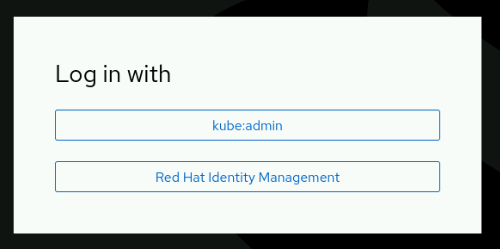 Log in with
kube:admin
Red Hat Identity Management